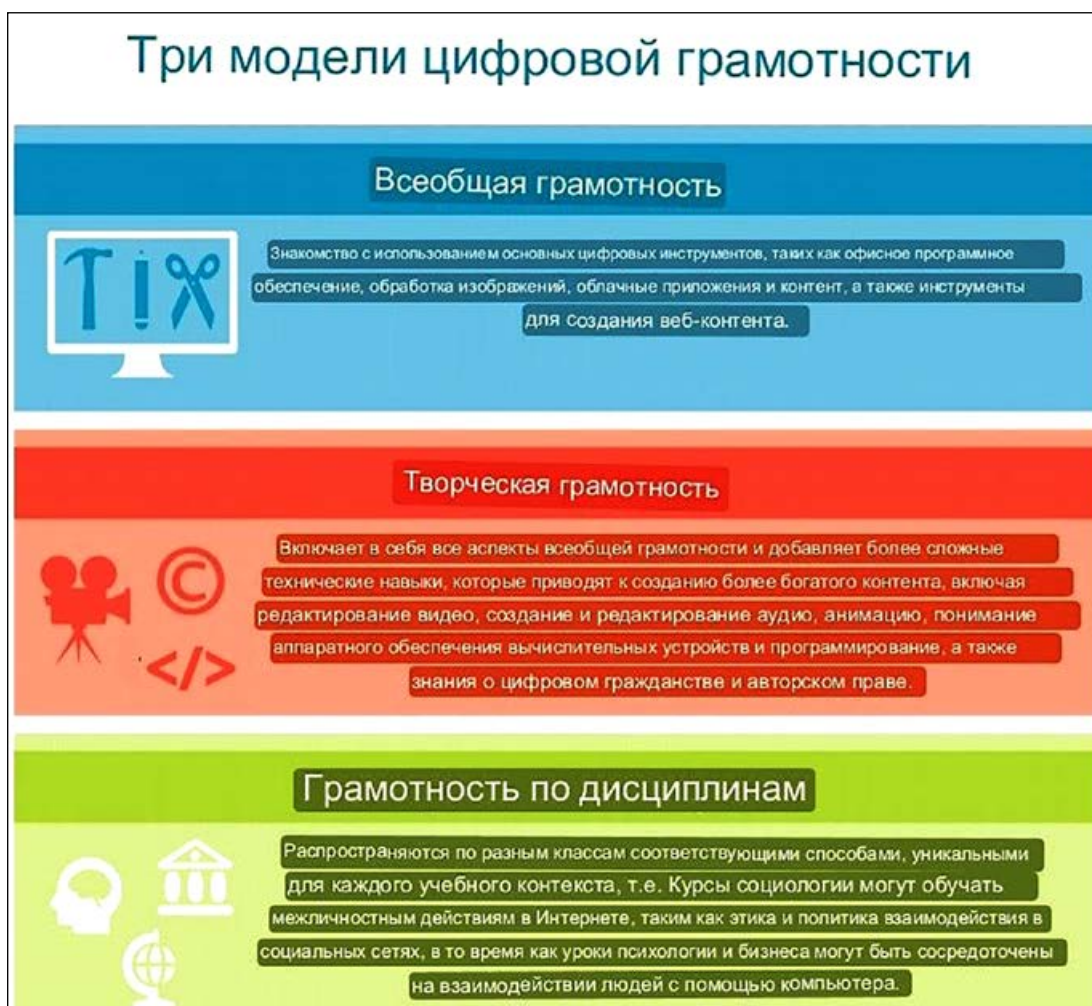 Три модели цифровой грамотности
Всеобщая грамотность
Знакомство с использованием основных цифровых инструментов, таких как офисное программное
обеспечение, обработка изображений, облачные приложения и контент, а также инструменты
для создания веб-контента.
Творческая грамотность
Включает в себя все аспекты всеобщей грамотности и добавляет более сложные
технические навыки, которые приводят к созданию более богатого контента, включая
редактирование видео, создание и редактирование аудио, анимацию, понимание
аппаратного обеспечения вычислительных устройств и программирование, а также
знания о цифровом гражданстве и авторском праве.
Грамотность по дисциплинам
Распространяются по разным классам соответствующими способами, уникальными
для каждого учебного контекста, т.е. Курсы социологии могут обучать
межличностным действиям в Интернете, таким как этика и политика взаимодействия в
социальных сетях, в то время как уроки психологии и бизнеса могут быть сосредоточены
на взаимодействии людей с помощью компьютера.